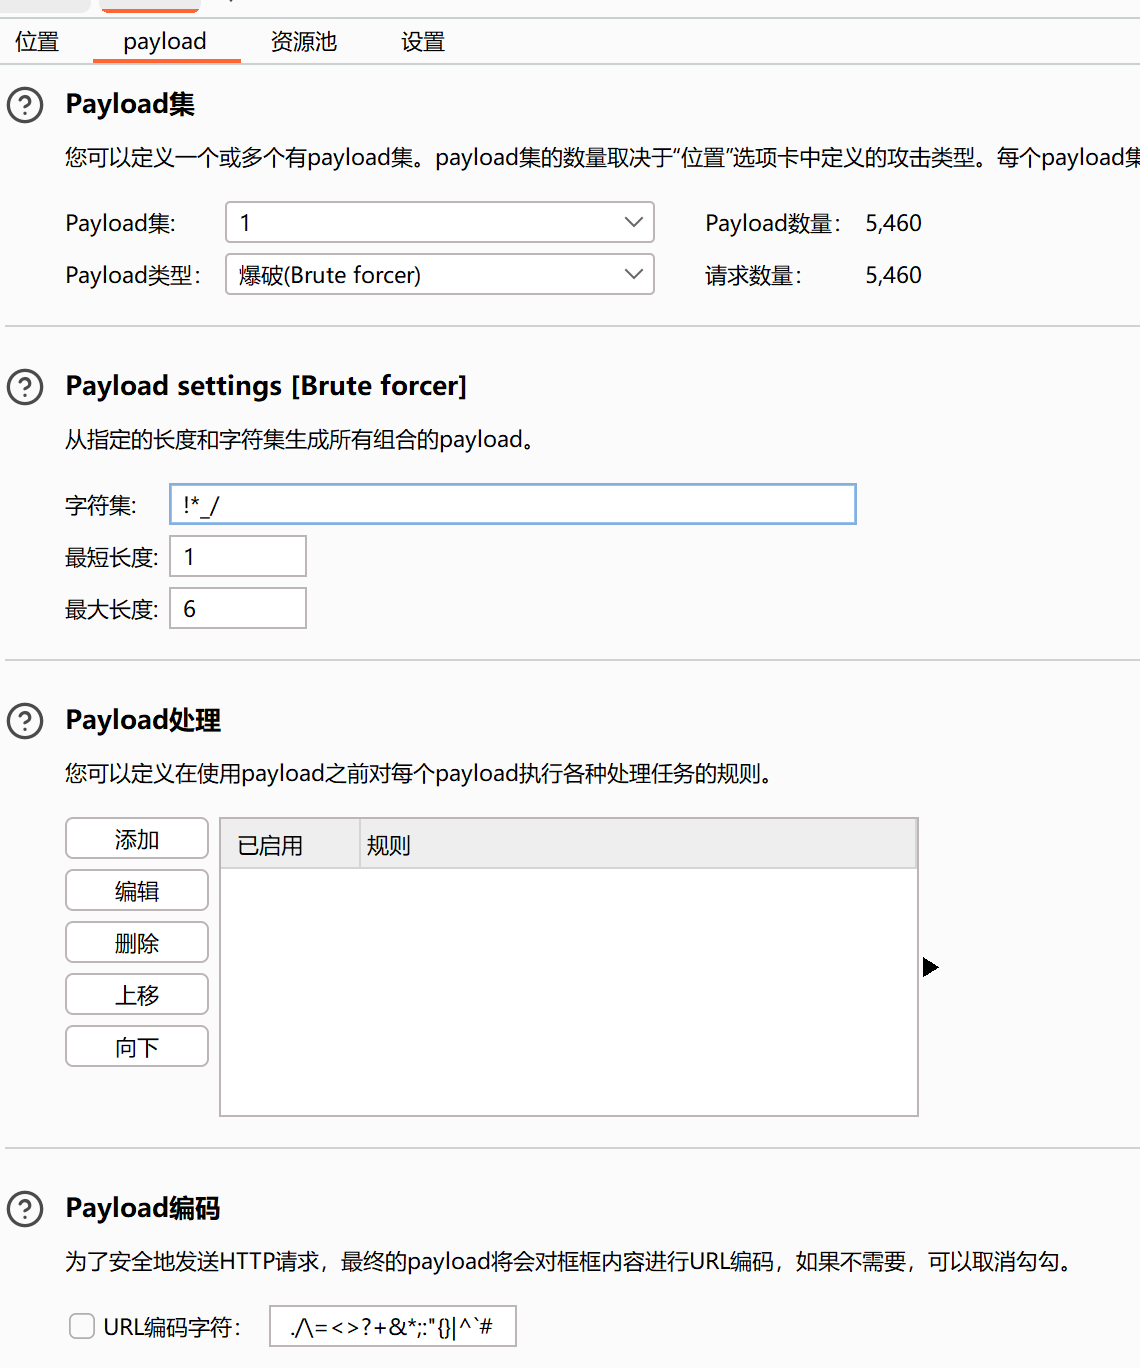 位置 payload 资源池 设置
Payload集
您可以定义一个或多个有payload集。payload集的数量取决于“位置”选项卡中定义的攻击类型。每个payload集
Payload集: 1 Payload数量： 5,460
Payload类型： 爆破(Brute forcer) 请求数量： 5,460
Payload settings [Brute forcer]
从指定的长度和字符集生成所有组合的payload。
字符集: !*_/
最短长度: 1
最大长度: 6
Payload处理
您可以定义在使用payload之前对每个payload执行各种处理任务的规则。
添加 已启用 规则
编辑
删除
上移
向下
Payload编码
为了安全地发送HTTP请求，最终的payload将会对框框内容进行URL编码，如果不需要，可以取消勾勾。
URL编码字符： ./\=<>?+&*;:"{}|^`#